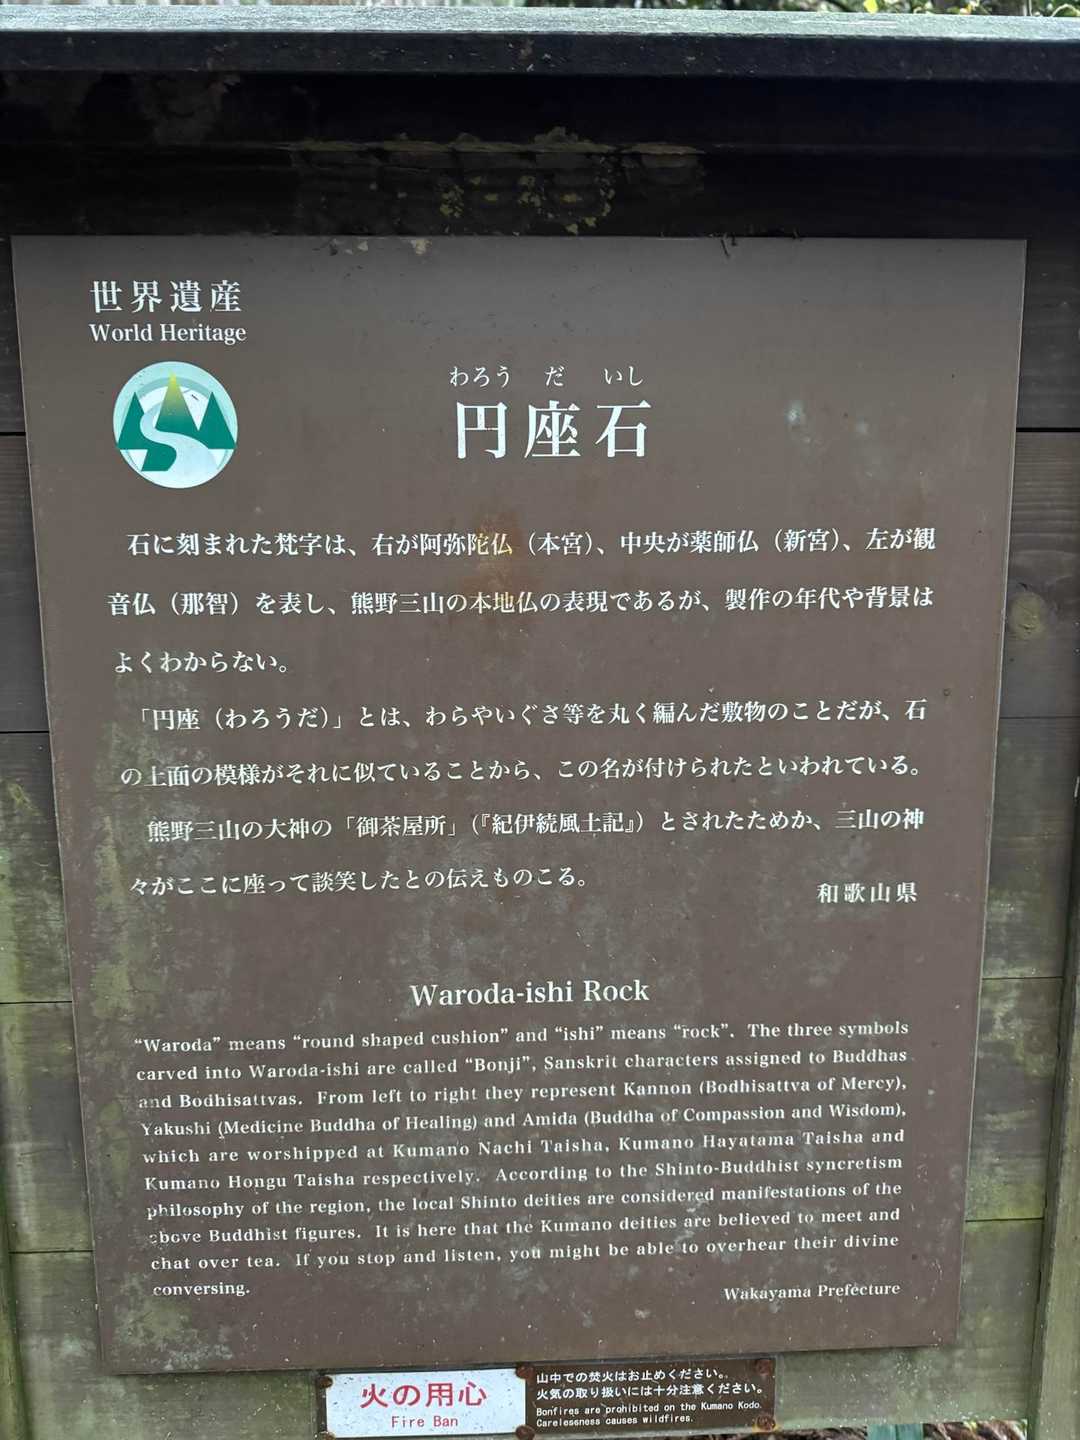 世界遺産
World Heritage
わろう だ いし
円座石
石に刻まれた梵字は、右が阿弥陀仏（本宮）、中央が薬師仏（新宮）、左が観
音仏（那智）を表し、熊野三山の本地仏の表現であるが、製作の年代や背景は
よくわからない。
「円座（わろうだ）」とは、わらやいぐさ等を丸く編んだ敷物のことだが、石
の上面の模様がそれに似ていることから、この名が付けられたといわれている。
熊野三山の大神の「御茶屋所」（『紀伊続風土記』）とされたためか、三山の神
々がここに座って談笑したとの伝えものこる。
和歌山県
Waroda-ishi Rock
“Waroda” means “round shaped cushion” and “ishi” means “rock”. The three symbols
carved into Waroda-ishi are called “Bonji”, Sanskrit characters assigned to Buddhas
and Bodhisattvas. From left to right they represent Kannon (Bodhisattva of Mercy),
Yakushi (Medicine Buddha of Healing) and Amida (Buddha of Compassion and Wisdom),
which are worshipped at Kumano Nachi Taisha, Kumano Hayatama Taisha and
Kumano Hongu Taisha respectively. According to the Shinto-Buddhist syncretism
philosophy of the region, the local Shinto deities are considered manifestations of the
above Buddhist figures. It is here that the Kumano deities are believed to meet and
chat over tea. If you stop and listen, you might be able to overhear their divine
conversing.
Wakayama Prefecture
火の用心
Fire Ban
山中での焚火はお止めください。
火気の取り扱いには十分注意ください。
Bonfires are prohibited on the Kumano Kodo.
Carelessness causes wildfires.